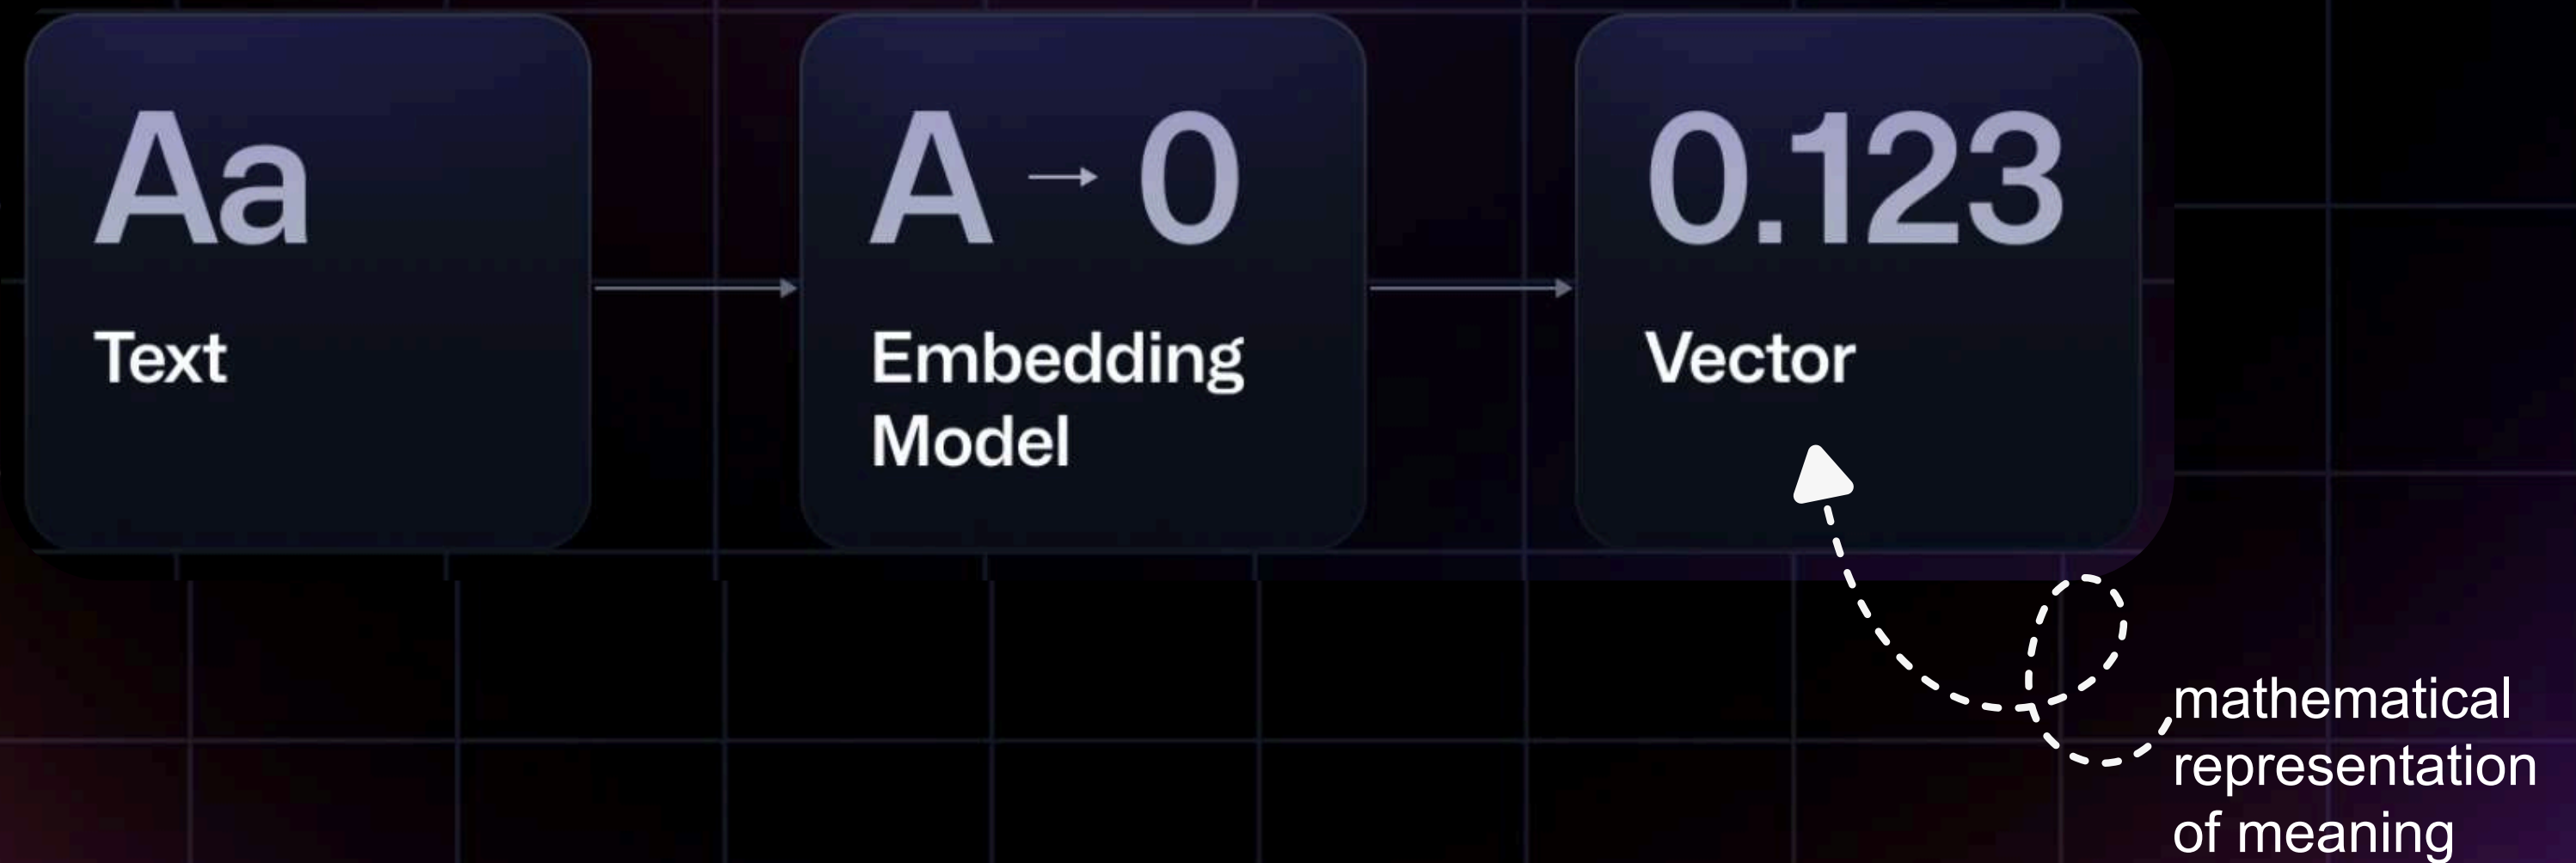 Aa
Text
A → 0
Embedding
Model
0.123
Vector
mathematical
representation
of meaning